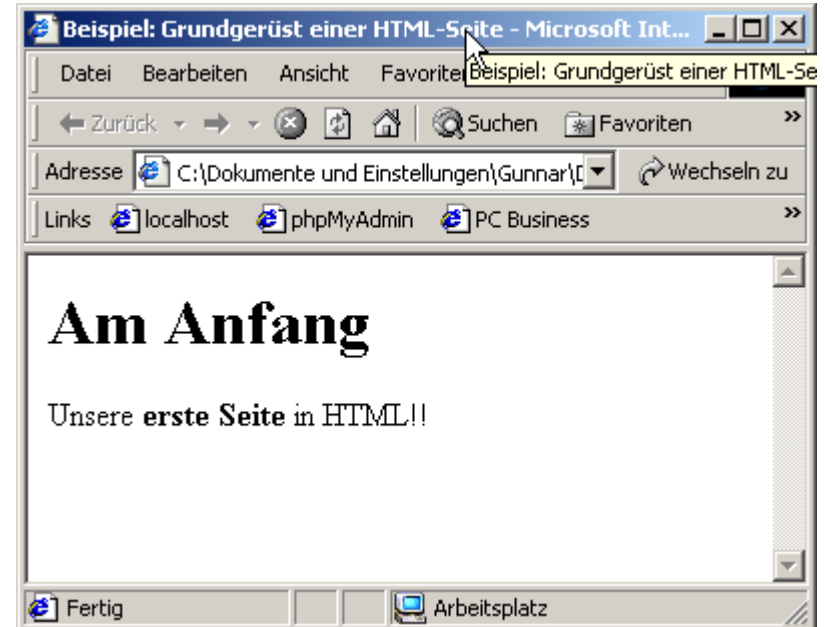 Beispiel: Grundgerüst einer HTML-Seite - Microsoft Int...
Datei Bearbeiten Ansicht Favoriten
Beispiel: Grundgerüst einer HTML-Se
Zurück Suchen Favoriten »
Adresse C:\Dokumente und Einstellungen\Gunnar\ Wechseln zu
Links localhost phpMyAdmin PC Business »
Am Anfang
Unsere erste Seite in HTML!!
Fertig Arbeitsplatz